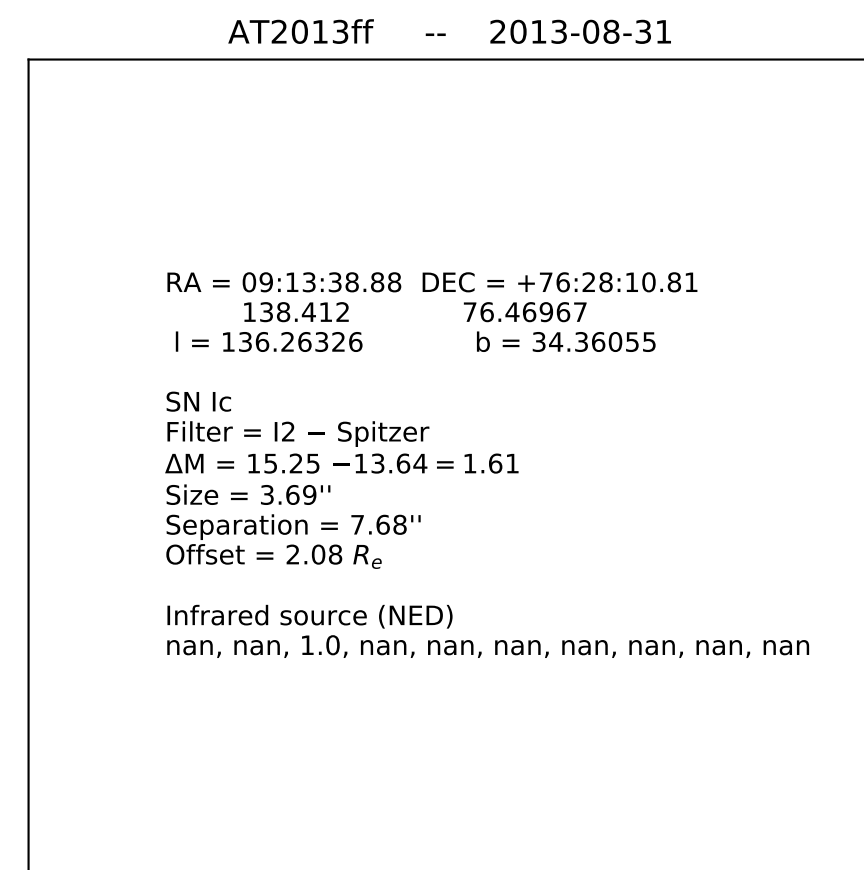 AT2013ff -- 2013-08-31
RA = 09:13:38.88 DEC = +76:28:10.81
138.412 76.46967
l = 136.26326 b = 34.36055
SN Ic
Filter = I2 − Spitzer
ΔM = 15.25 −13.64 = 1.61
Size = 3.69''
Separation = 7.68''
Offset = 2.08 Rₑ
Infrared source (NED)
nan, nan, 1.0, nan, nan, nan, nan, nan, nan, nan